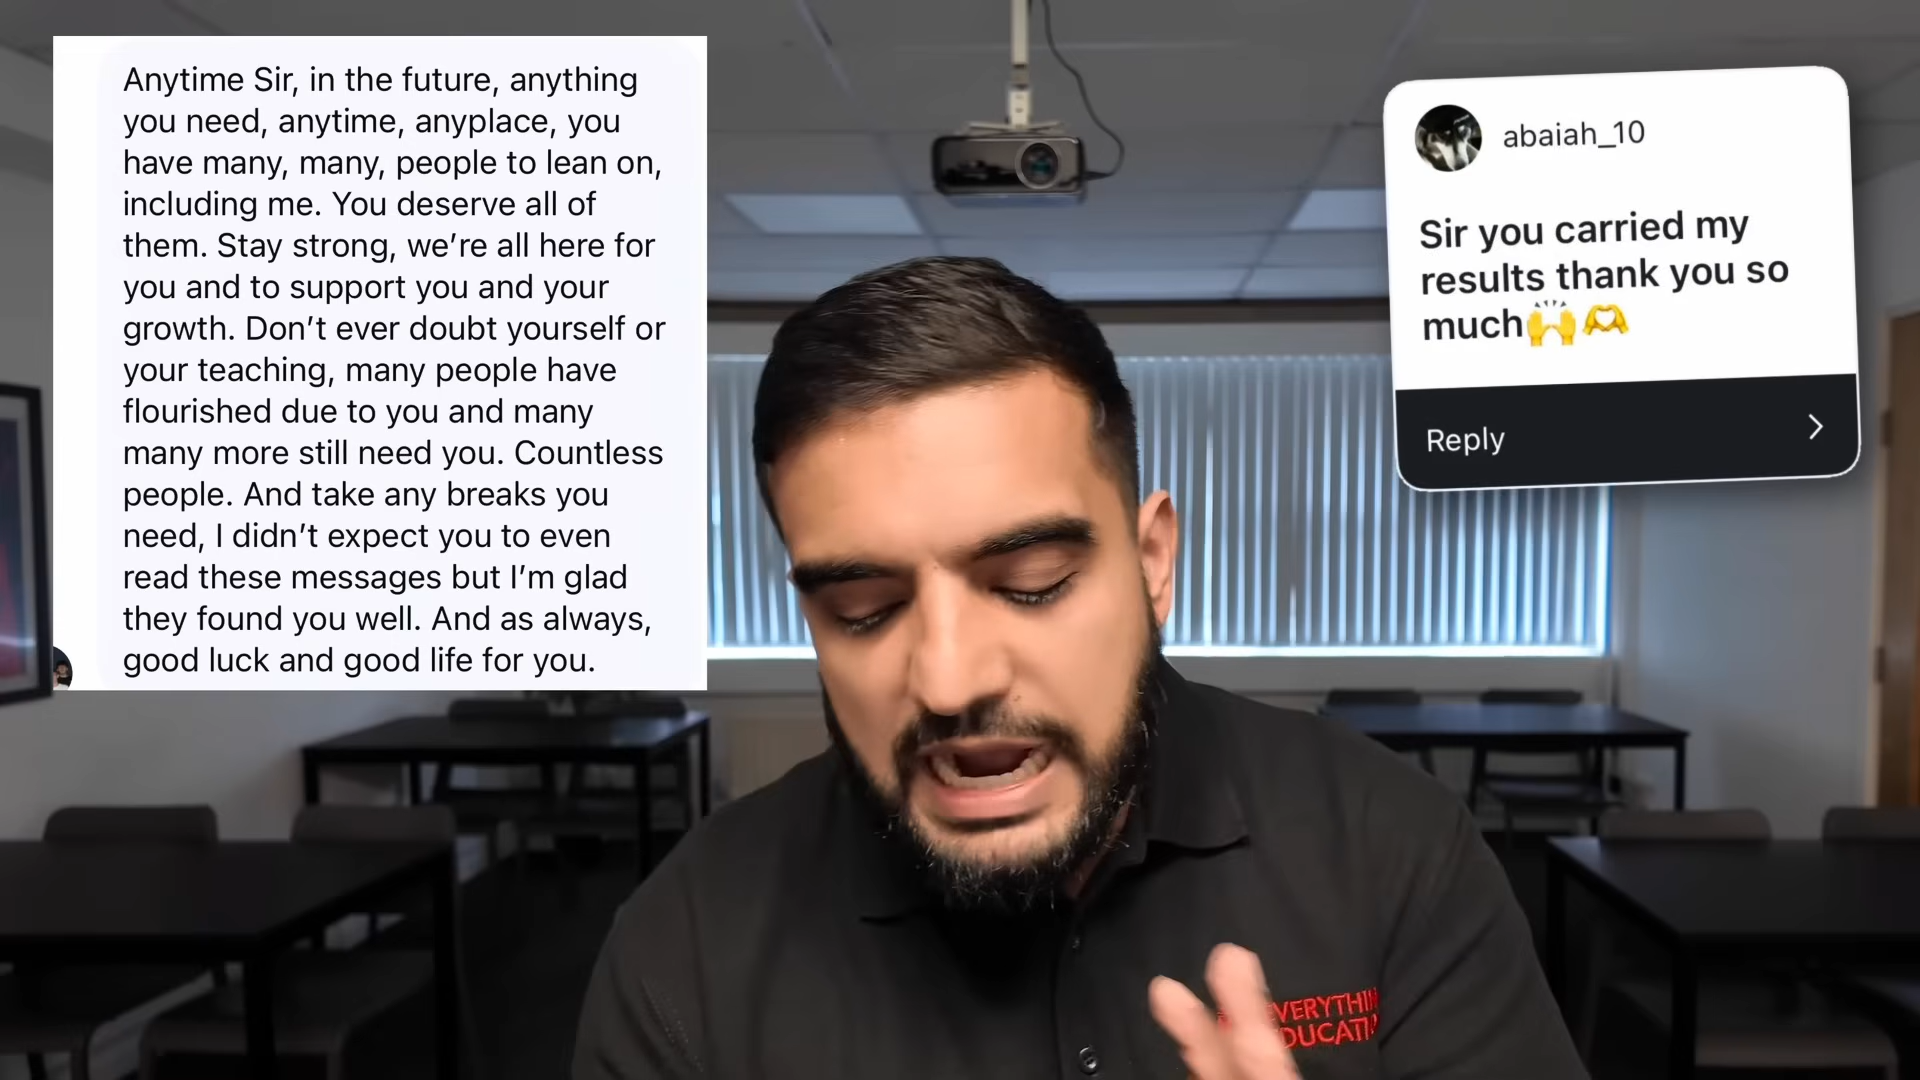 Anytime Sir, in the future, anything
you need, anytime, anyplace, you
have many, many, people to lean on,
including me. You deserve all of
them. Stay strong, we’re all here for
you and to support you and your
growth. Don’t ever doubt yourself or
your teaching, many people have
flourished due to you and many
many more still need you. Countless
people. And take any breaks you
need, I didn’t expect you to even
read these messages but I’m glad
they found you well. And as always,
good luck and good life for you.
abaiah_10
Sir you carried my
results thank you so
much🙌🫶
Reply